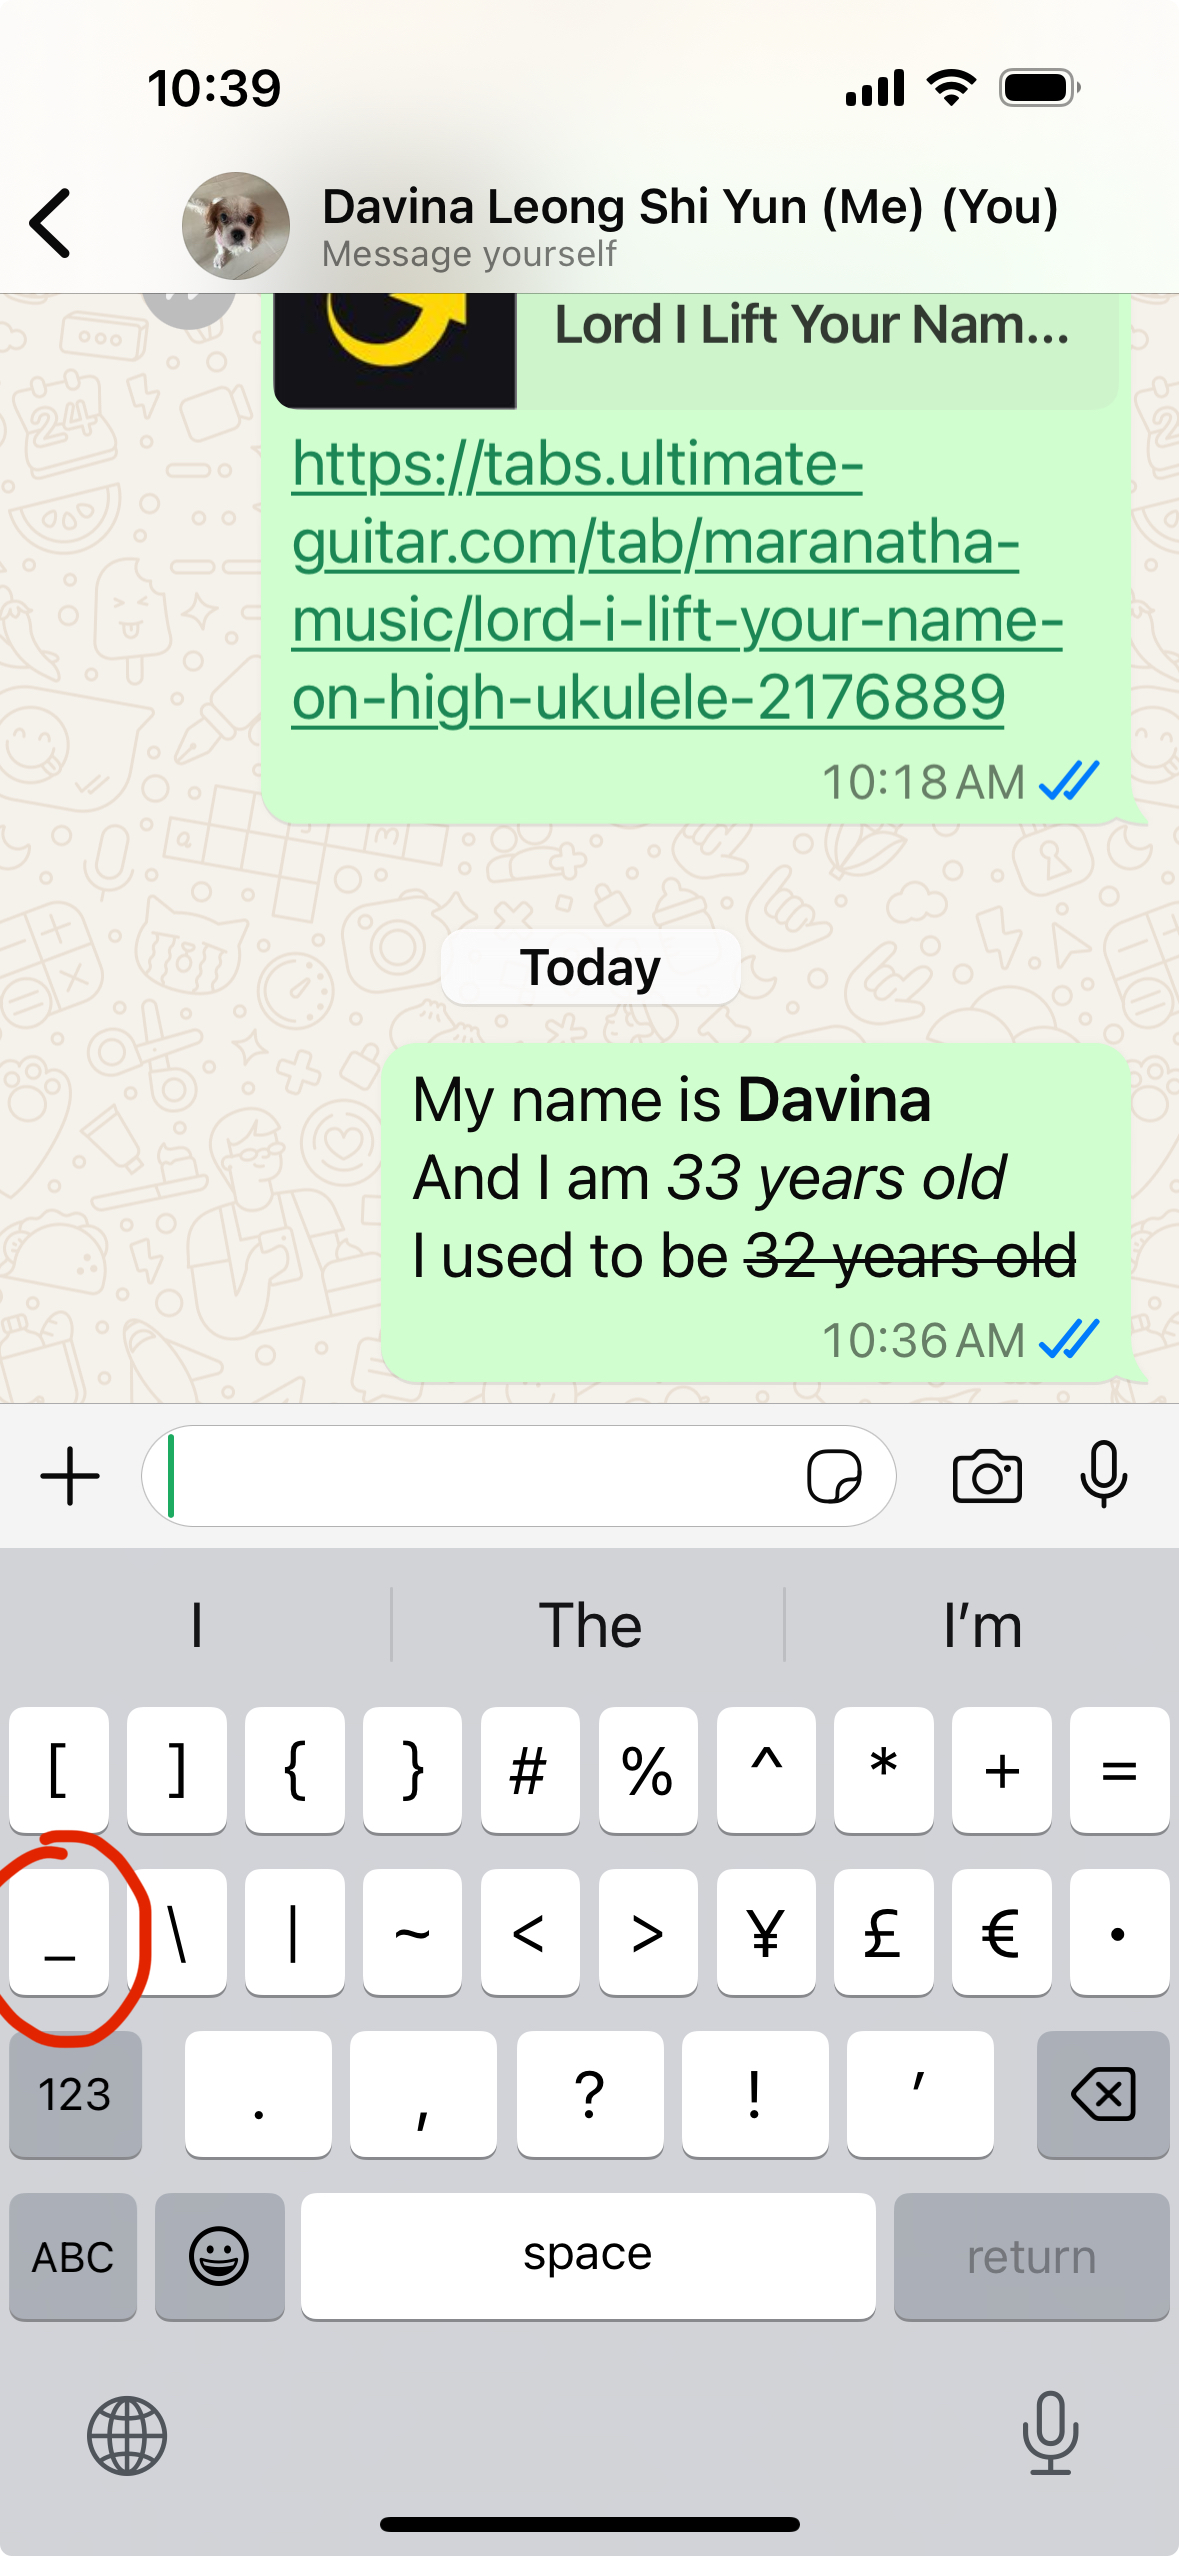 10:39
Davina Leong Shi Yun (Me) (You)
Message yourself
Lord I Lift Your Nam...
https://tabs.ultimate-
guitar.com/tab/maranatha-
music/lord-i-lift-your-name-
on-high-ukulele-2176889
10:18 AM
Today
My name is Davina
And I am 33 years old
I used to be 32 years old
10:36 AM
I The I’m
[ ] { } # % ^ * + =
_ \ | ~ < > ¥ £ € •
123 . , ? ! ’
ABC space return